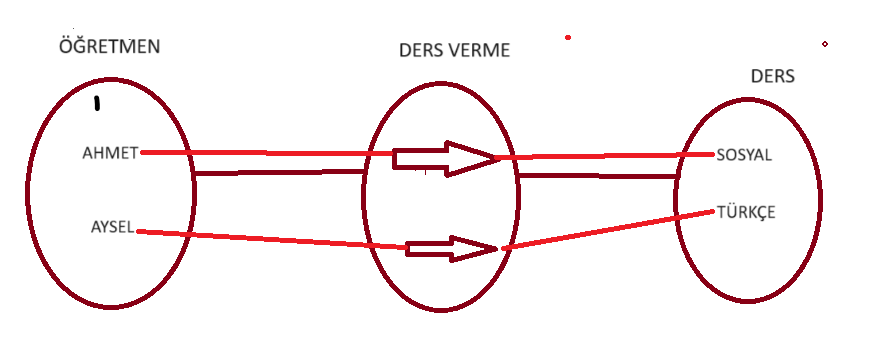 ÖĞRETMEN
DERS VERME
DERS
AHMET
SOSYAL
AYSEL
TÜRKÇE